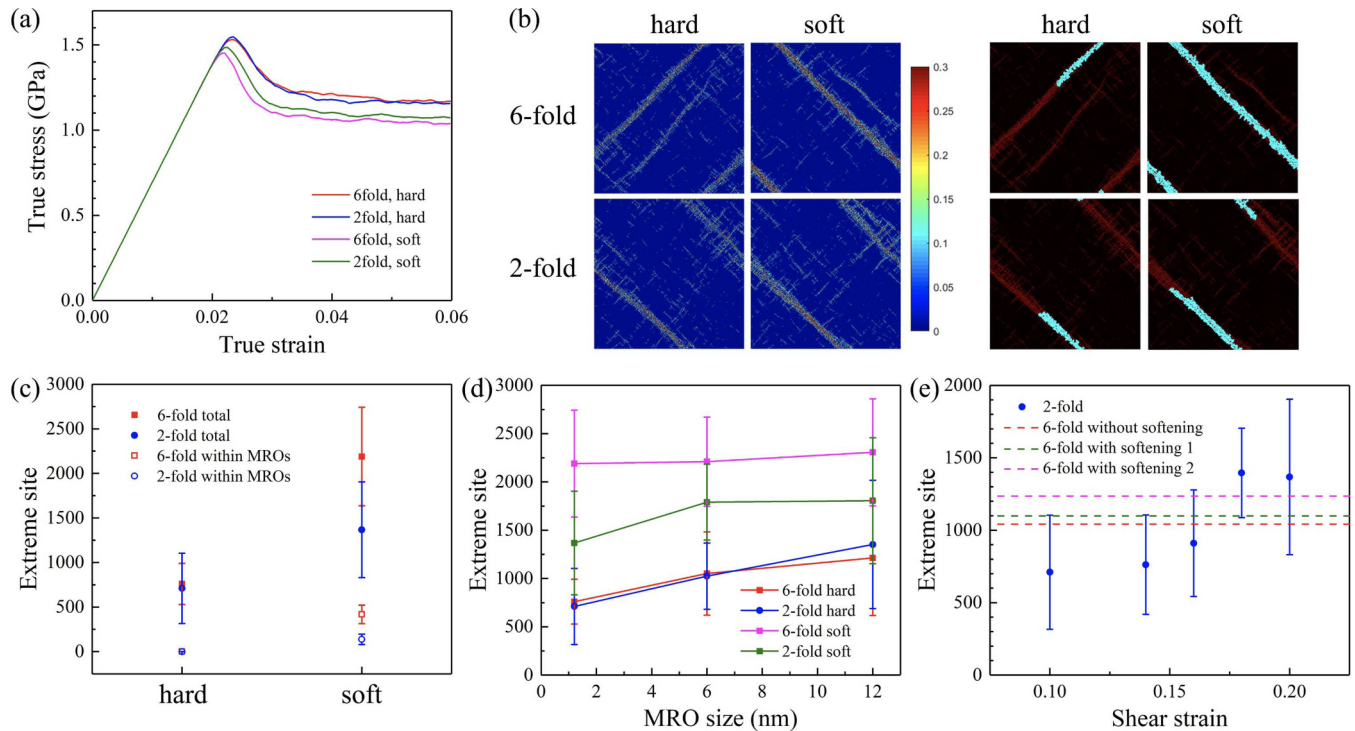 (a)
True stress (GPa)
1.5
1.0
0.5
0.0
0.00
0.02
0.04
0.06
True strain
6fold, hard
2fold, hard
6fold, soft
2fold, soft
(b)
hard
soft
hard
soft
6-fold
2-fold
0.3
0.25
0.2
0.15
0.1
0.05
0
(c)
Extreme site
3000
2500
2000
1500
1000
500
0
6-fold total
2-fold total
6-fold within MROs
2-fold within MROs
hard
soft
(d)
Extreme site
3000
2750
2500
2250
2000
1750
1500
1250
1000
750
500
250
0
6-fold hard
2-fold hard
6-fold soft
2-fold soft
0
2
4
6
8
10
12
MRO size (nm)
(e)
Extreme site
2000
1500
1000
500
0
2-fold
6-fold without softening
6-fold with softening 1
6-fold with softening 2
0.10
0.15
0.20
Shear strain